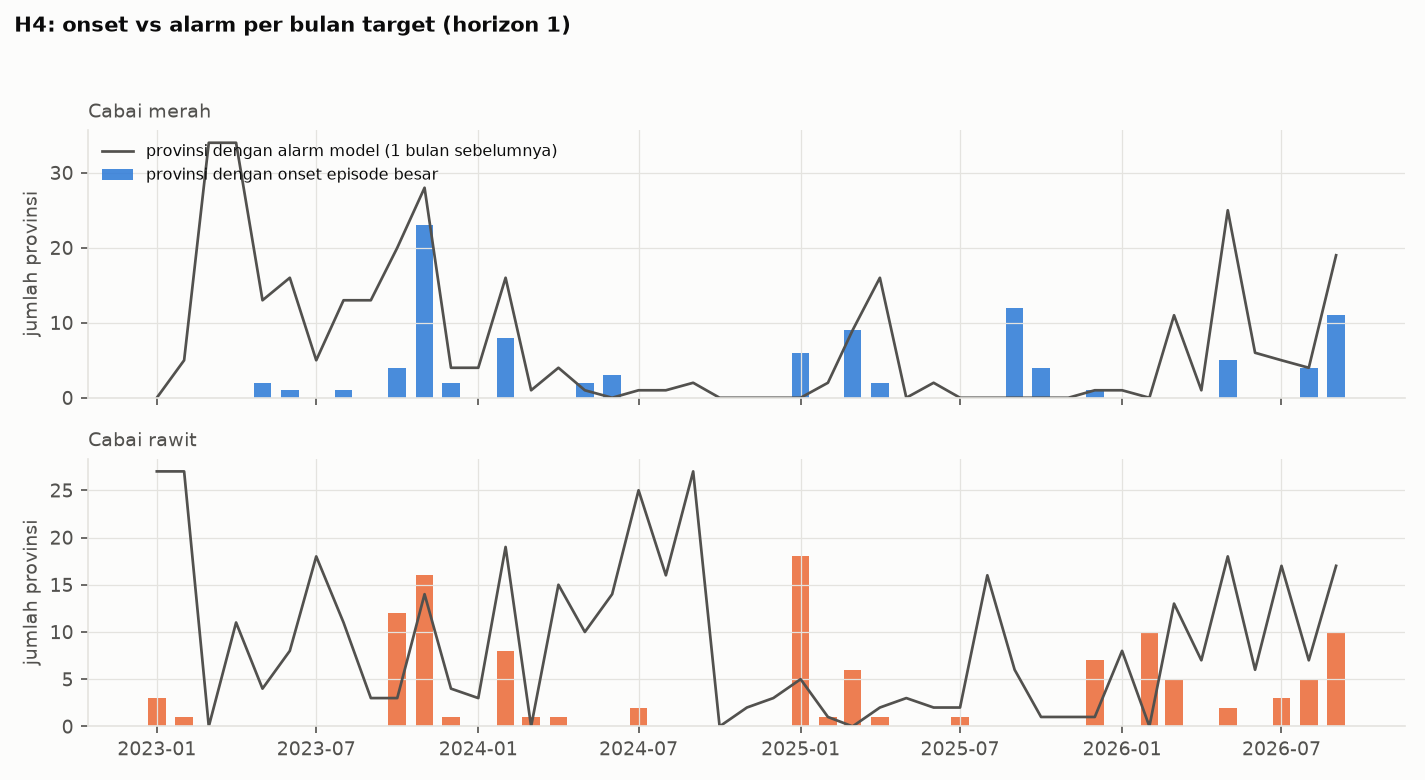 H4: onset vs alarm per bulan target (horizon 1)
Cabai merah
provinsi dengan alarm model (1 bulan sebelumnya)
provinsi dengan onset episode besar
jumlah provinsi
30
20
10
0
Cabai rawit
jumlah provinsi
25
20
15
10
5
0
2023-01 2023-07 2024-01 2024-07 2025-01 2025-07 2026-01 2026-07